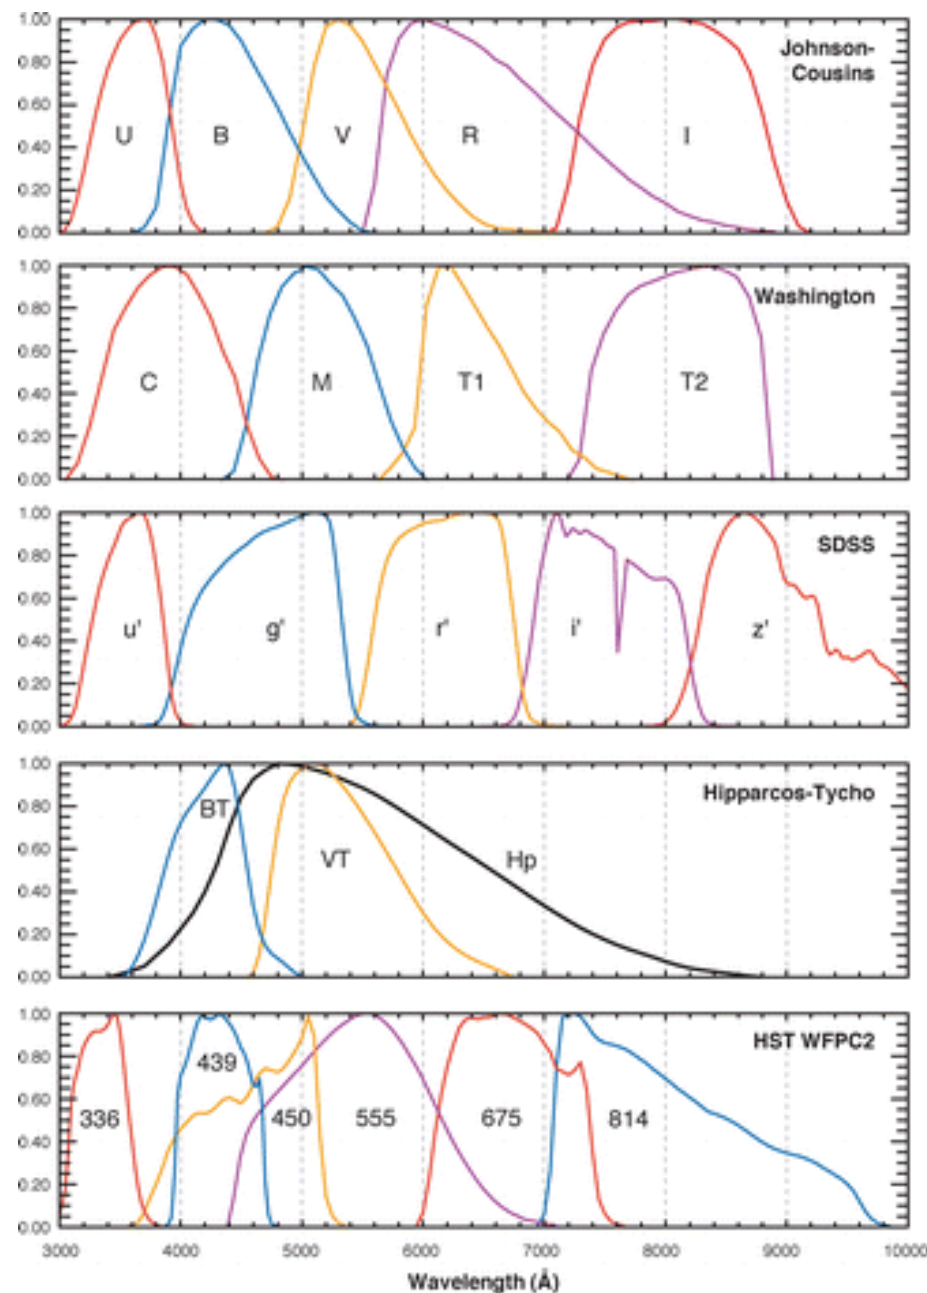 1.00
0.80
0.60
0.40
0.20
0.00
Johnson-
Cousins
U B V R I
1.00
0.80
0.60
0.40
0.20
0.00
Washington
C M T1 T2
1.00
0.80
0.60
0.40
0.20
0.00
SDSS
u' g' r' i' z'
1.00
0.80
0.60
0.40
0.20
0.00
Hipparcos-Tycho
BT VT Hp
1.00
0.80
0.60
0.40
0.20
0.00
HST WFPC2
439
336 450 555 675 814
3000 4000 5000 6000 7000 8000 9000 10000
Wavelength (Å)